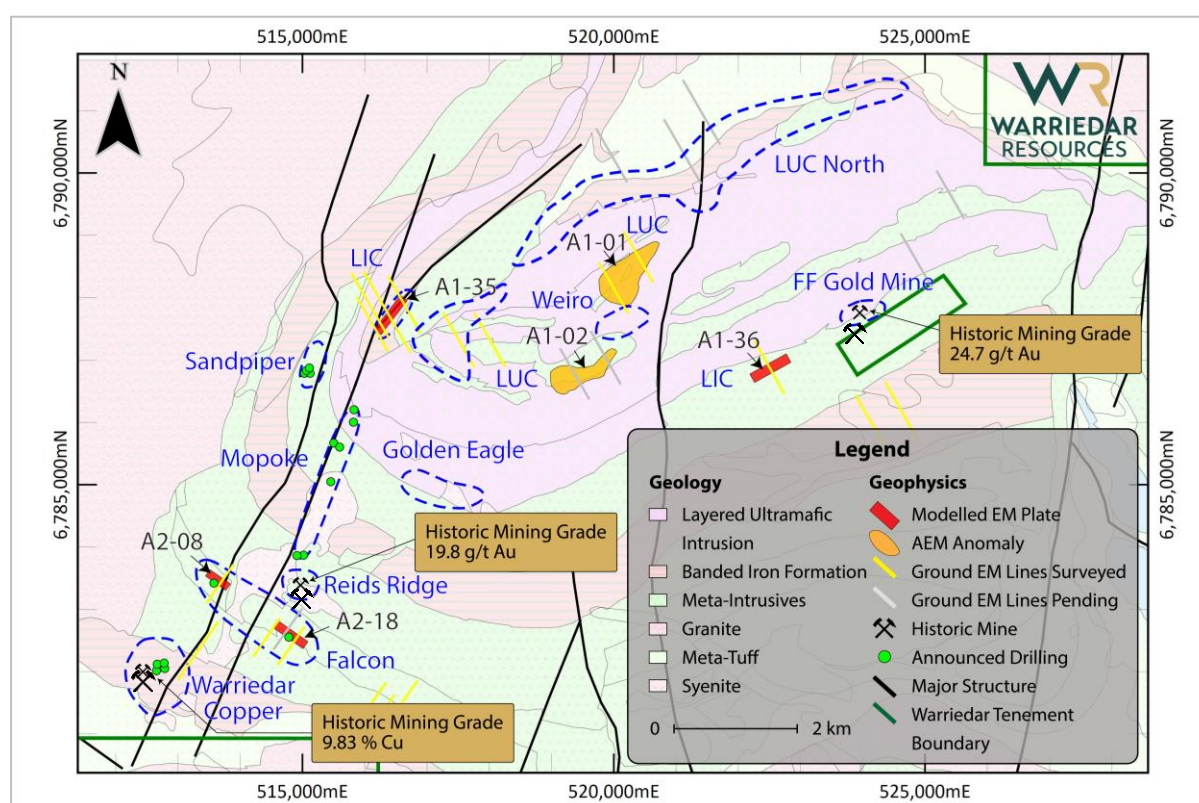 515,000mE
520,000mE
525,000mE
N
WR
WARRIEDAR
RESOURCES
6,790,000mN
6,790,000mN
LUC North
LUC
A1-01
LIC
A1-35
FF Gold Mine
Weiro
Historic Mining Grade
24.7 g/t Au
A1-02
A1-36
Sandpiper
LUC
LIC
Mopoke
Golden Eagle
6,785,000mN
6,785,000mN
Historic Mining Grade
19.8 g/t Au
A2-08
Reids Ridge
A2-18
Falcon
Warriedar
Copper
Historic Mining Grade
9.83 % Cu
Legend
Geology
Layered Ultramafic
Intrusion
Banded Iron Formation
Meta-Intrusives
Granite
Meta-Tuff
Syenite
0
2 km
Geophysics
Modelled EM Plate
AEM Anomaly
Ground EM Lines Surveyed
Ground EM Lines Pending
Historic Mine
Announced Drilling
Major Structure
Warriedar Tenement
Boundary
515,000mE
520,000mE
525,000mE